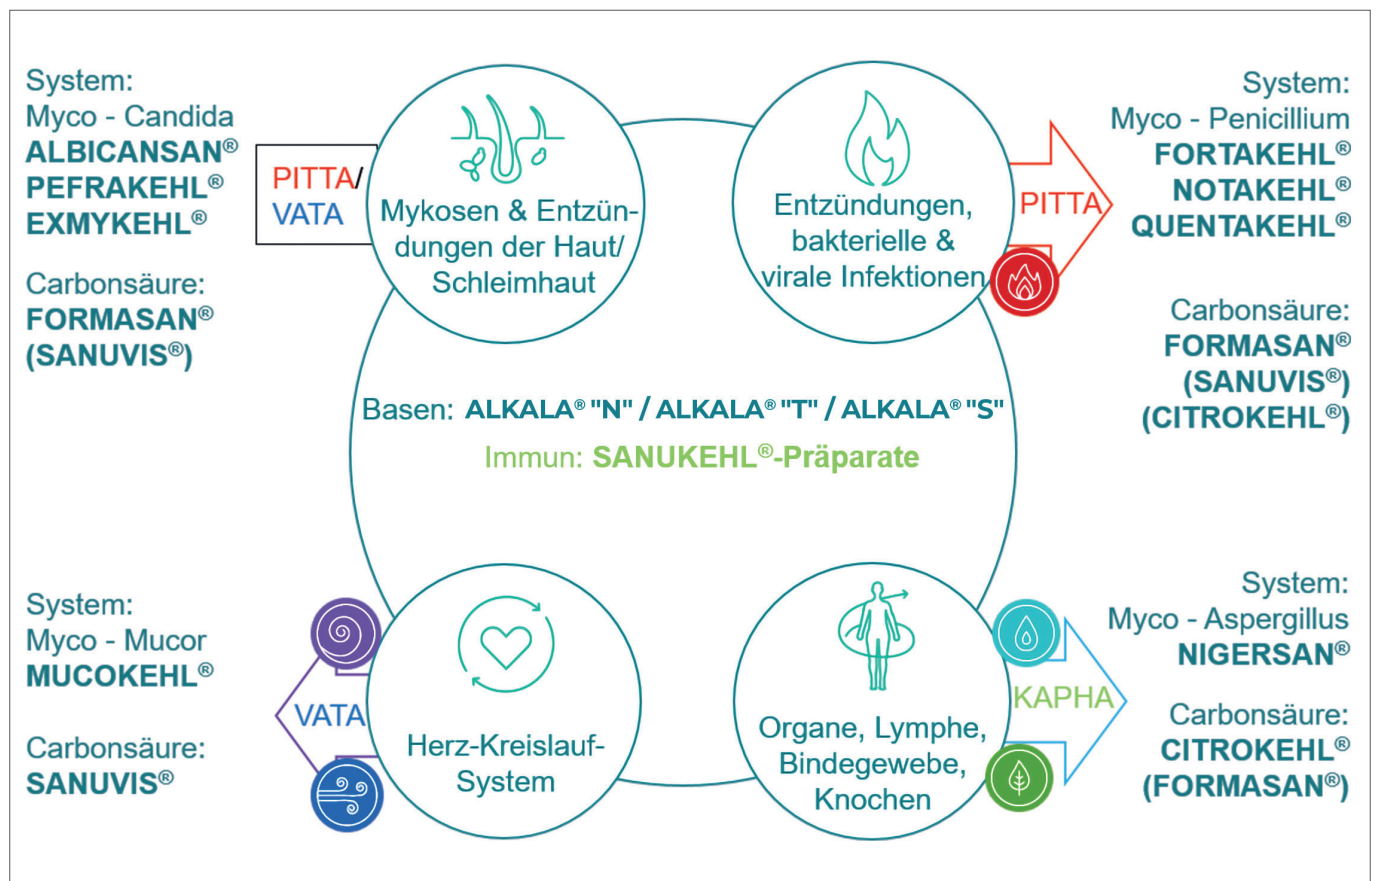 System:
Myco - Candida
ALBICANSAN®
PEFRAKEHL®
EXMYKEHL®
Carbonsäure:
FORMASAN®
(SANUVIS®)
PITTA/
VATA
Mykosen & Entzün-
dungen der Haut/
Schleimhaut
Entzündungen,
bakterielle &
virale Infektionen
PITTA
System:
Myco - Penicillium
FORTAKEHL®
NOTAKEHL®
QUENTAKEHL®
Carbonsäure:
FORMASAN®
(SANUVIS®)
(CITROKEHL®)
Basen: ALKALA® "N" / ALKALA® "T" / ALKALA® "S"
Immun: SANUKEHL®-Präparate
System:
Myco - Mucor
MUCOKEHL®
Carbonsäure:
SANUVIS®
VATA
Herz-Kreislauf-
System
Organe, Lymphe,
Bindegewebe,
Knochen
KAPHA
System:
Myco - Aspergillus
NIGERSAN®
Carbonsäure:
CITROKEHL®
(FORMASAN®)